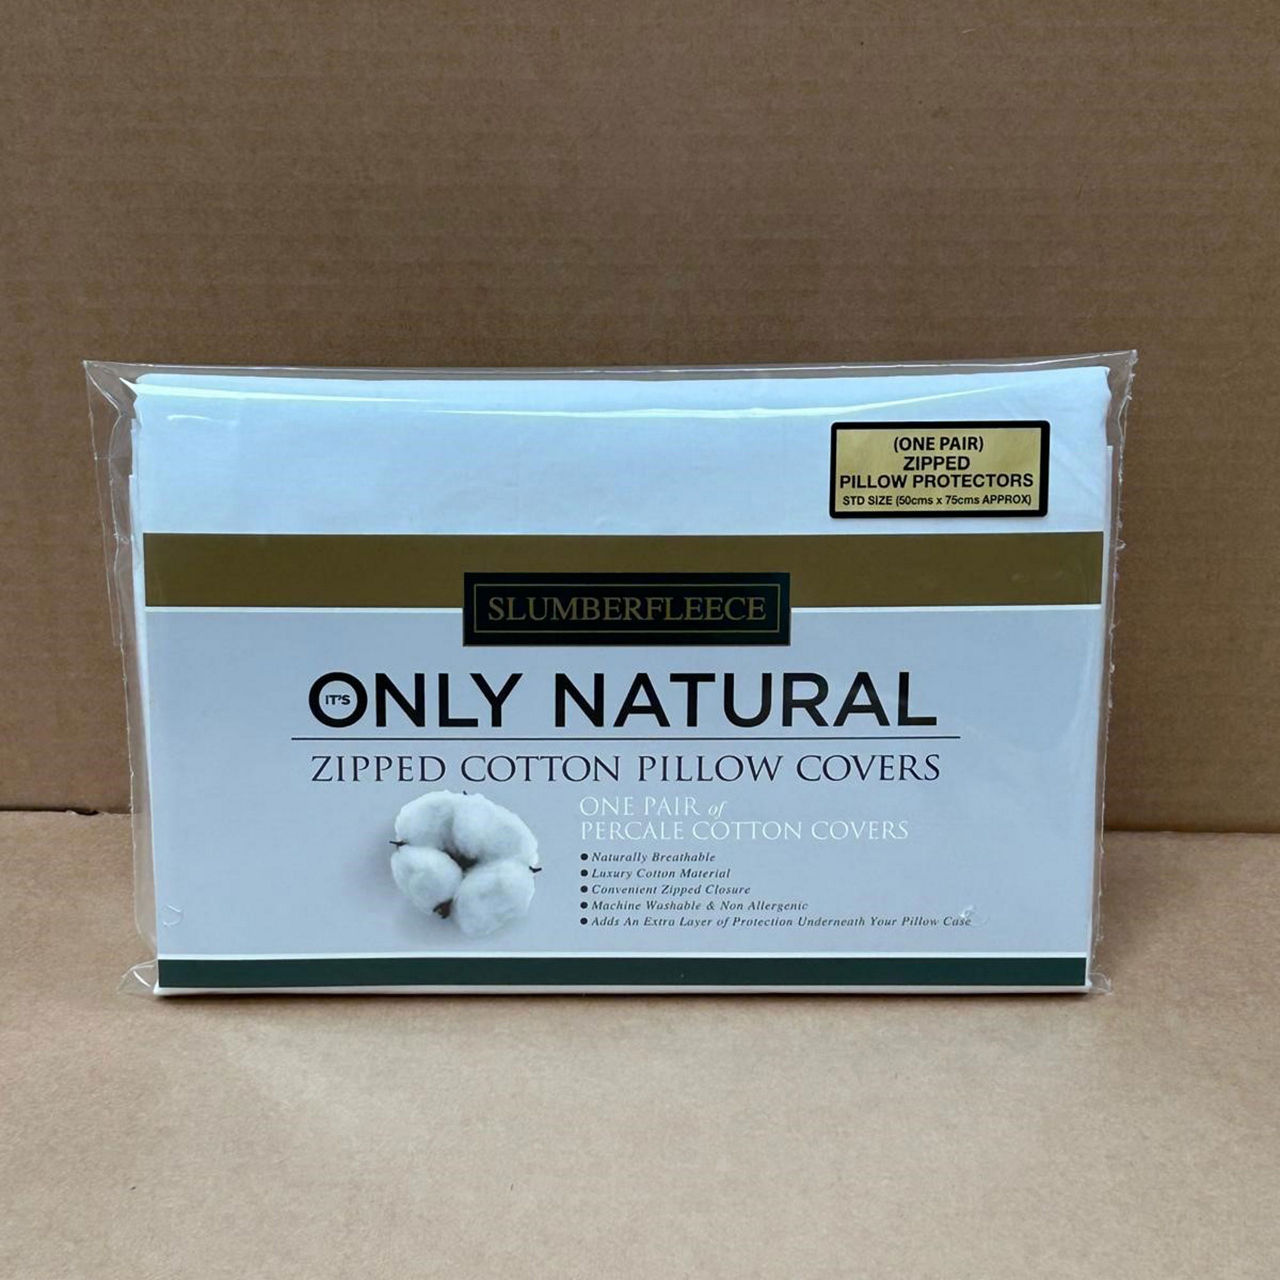 (ONE PAIR)
ZIPPED
PILLOW PROTECTORS
STD SIZE (50cms x 75cms APPROX)
SLUMBERFLEECE
IT'S
ONLY NATURAL
ZIPPED COTTON PILLOW COVERS
ONE PAIR of
PERCALE COTTON COVERS
● Naturally Breathable
● Luxury Cotton Material
● Convenient Zipped Closure
● Machine Washable & Non Allergenic
● Adds An Extra Layer of Protection Underneath Your Pillow Case